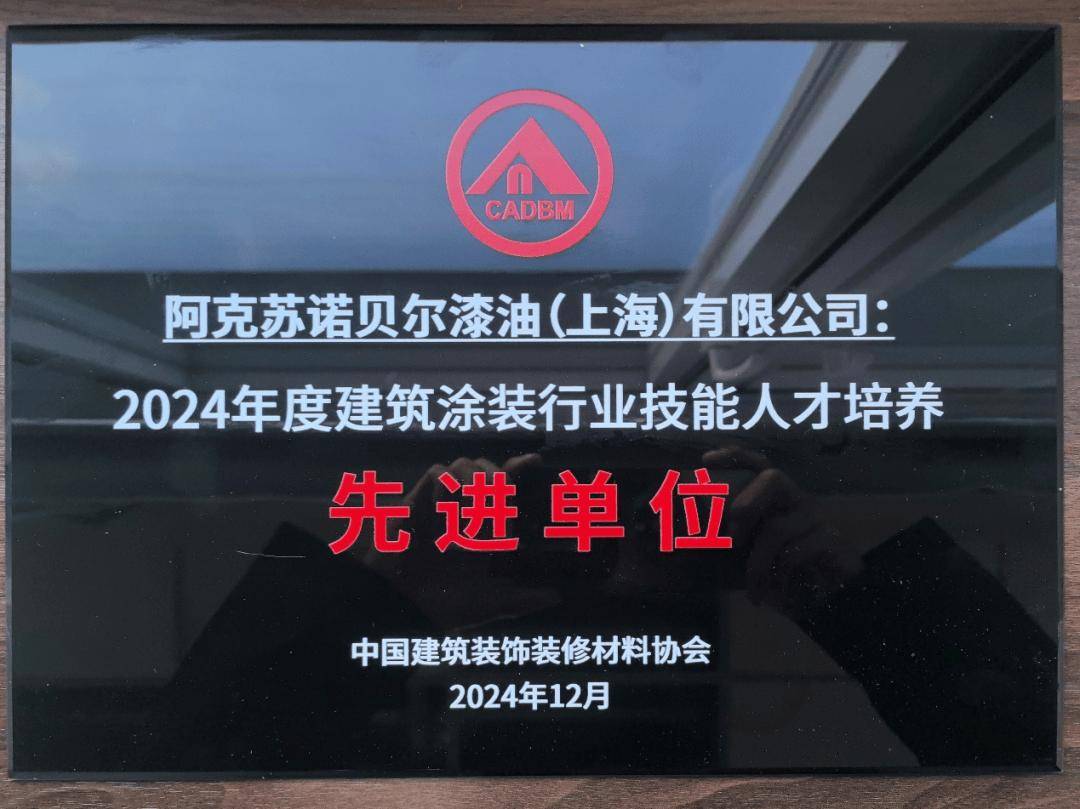 CADBM
阿克苏诺贝尔漆油(上海)有限公司:
2024年度建筑涂装行业技能人才培养
先进单位
中国建筑装饰装修材料协会
2024年12月